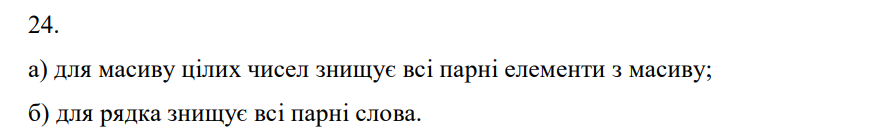 24.
а) для масиву цілих чисел знищує всі парні елементи з масиву;
б) для рядка знищує всі парні слова.